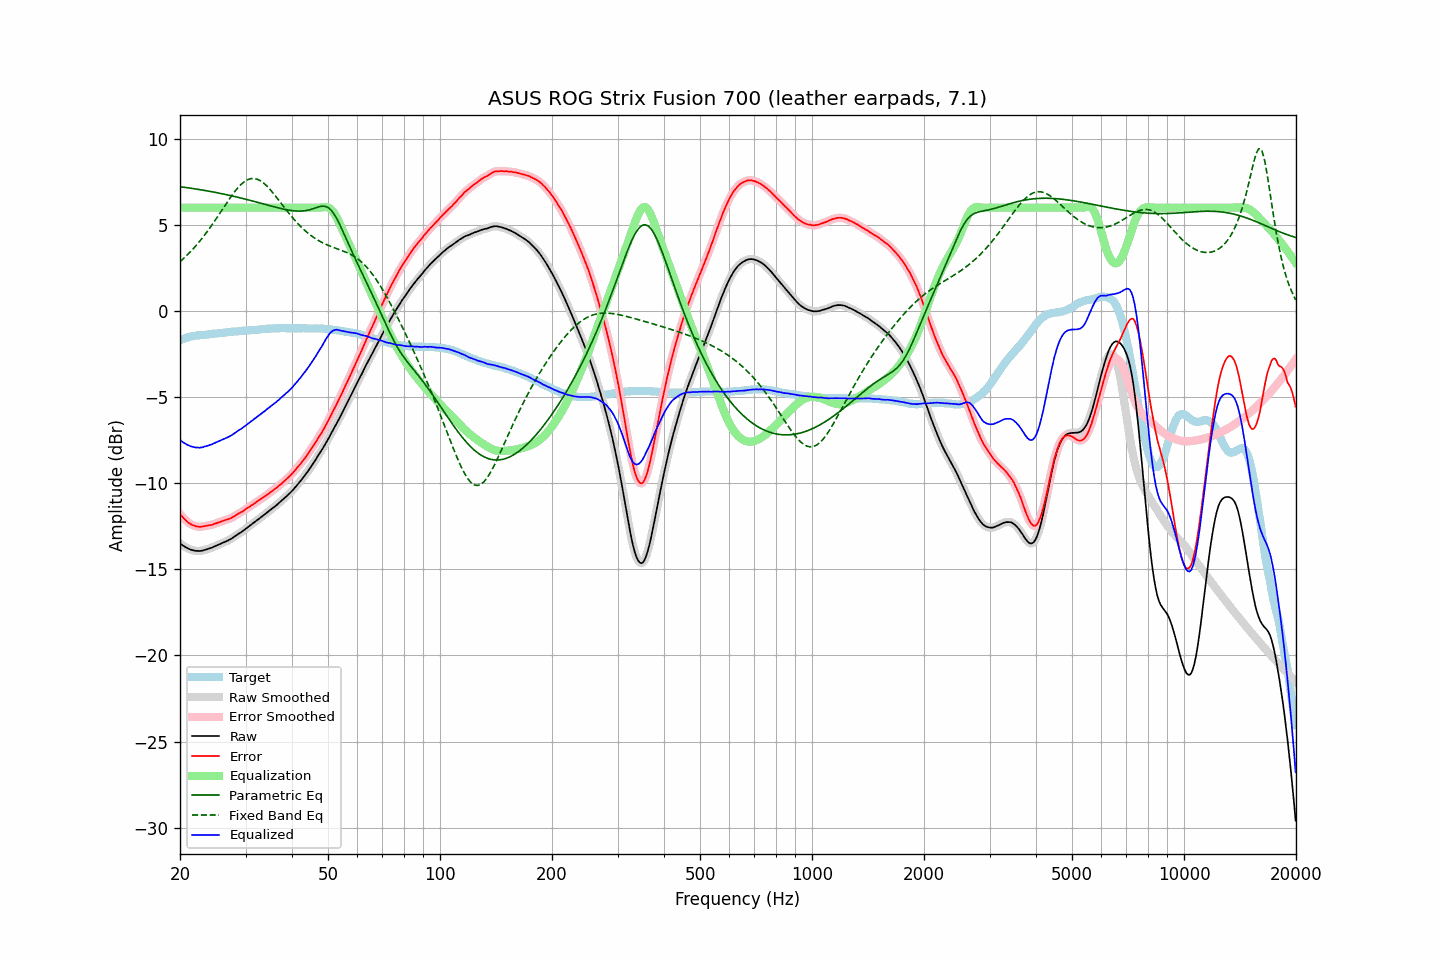 ASUS ROG Strix Fusion 700 (leather earpads, 7.1)
Amplitude (dBr)
10
5
0
−5
−10
−15
−20
−25
−30
Target
Raw Smoothed
Error Smoothed
Raw
Error
Equalization
Parametric Eq
Fixed Band Eq
Equalized
20 50 100 200 500 1000 2000 5000 10000 20000
Frequency (Hz)